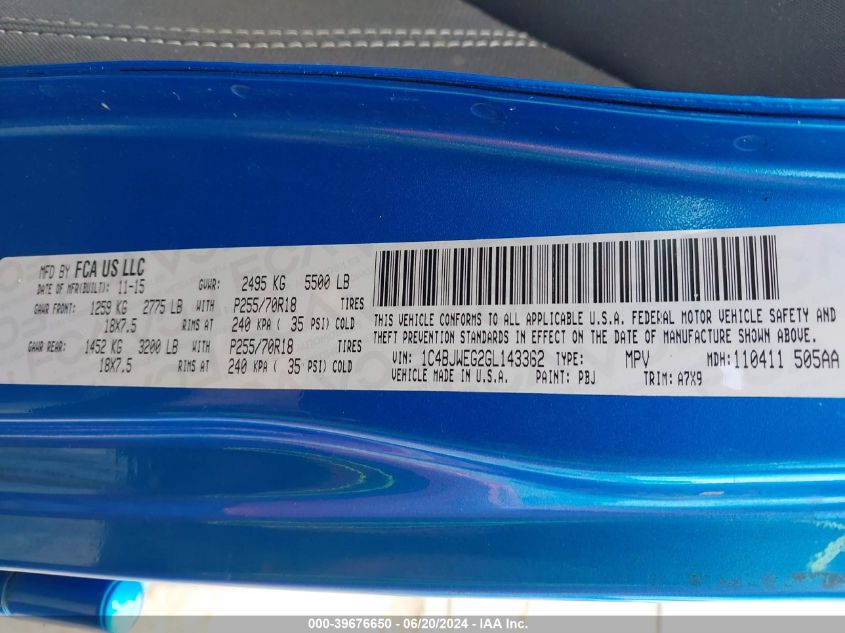 MFD BY FCA US LLC
DATE OF MFR(BUILT): 11-15 GVWR: 2495 KG 5500 LB
GAWR FRONT: 1259 KG 2775 LB WITH P255/70R18 TIRES
18X7.5 RIMS AT 240 KPA ( 35 PSI) COLD
GAWR REAR: 1452 KG 3200 LB WITH P255/70R18 TIRES
18X7.5 RIMS AT 240 KPA ( 35 PSI) COLD
THIS VEHICLE CONFORMS TO ALL APPLICABLE U.S.A. FEDERAL MOTOR VEHICLE SAFETY AND
THEFT PREVENTION STANDARDS IN EFFECT ON THE DATE OF MANUFACTURE SHOWN ABOVE.
VIN: 1C4BJWEG2GL143362 TYPE: MPV MDH: 110411 505AA
VEHICLE MADE IN U.S.A. PAINT: PBJ TRIM: A7X9
000-39676650 - 06/20/2024 - IAA Inc.